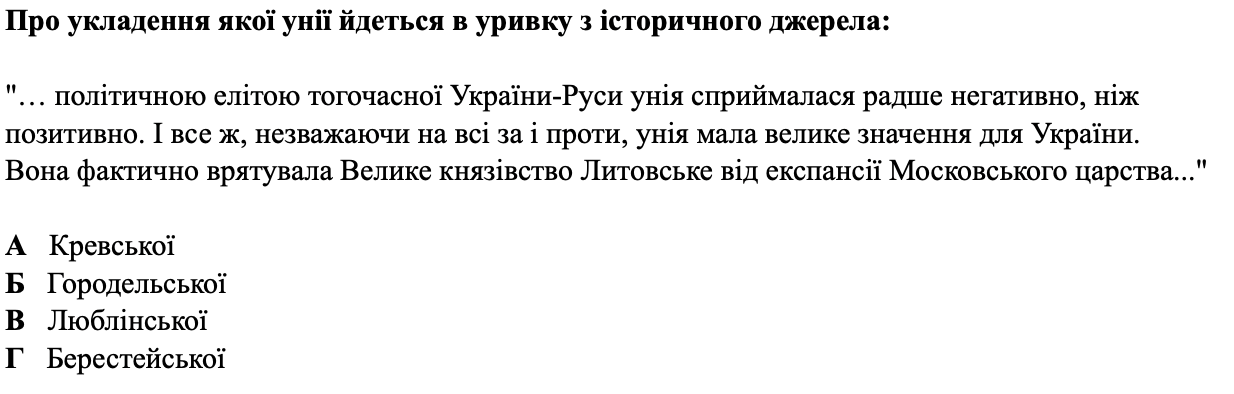 Про укладення якої унії йдеться в уривку з історичного джерела:
"… політичною елітою тогочасної України-Руси унія сприймалася радше негативно, ніж
позитивно. І все ж, незважаючи на всі за і проти, унія мала велике значення для України.
Вона фактично врятувала Велике князівство Литовське від експансії Московського царства..."
А Кревської
Б Городельської
В Люблінської
Г Берестейської